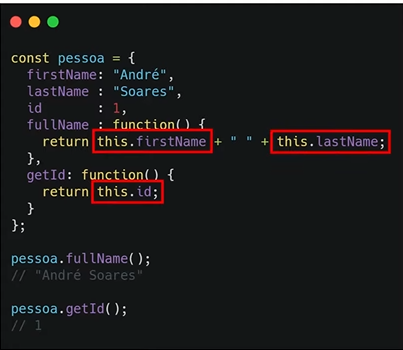 const pessoa = {
  firstName: "André",
  lastName : "Soares",
  id       : 1,
  fullName : function() {
    return this.firstName + " " + this.lastName;
  },
  getId: function() {
    return this.id;
  }
};

pessoa.fullName();
// "André Soares"

pessoa.getId();
// 1